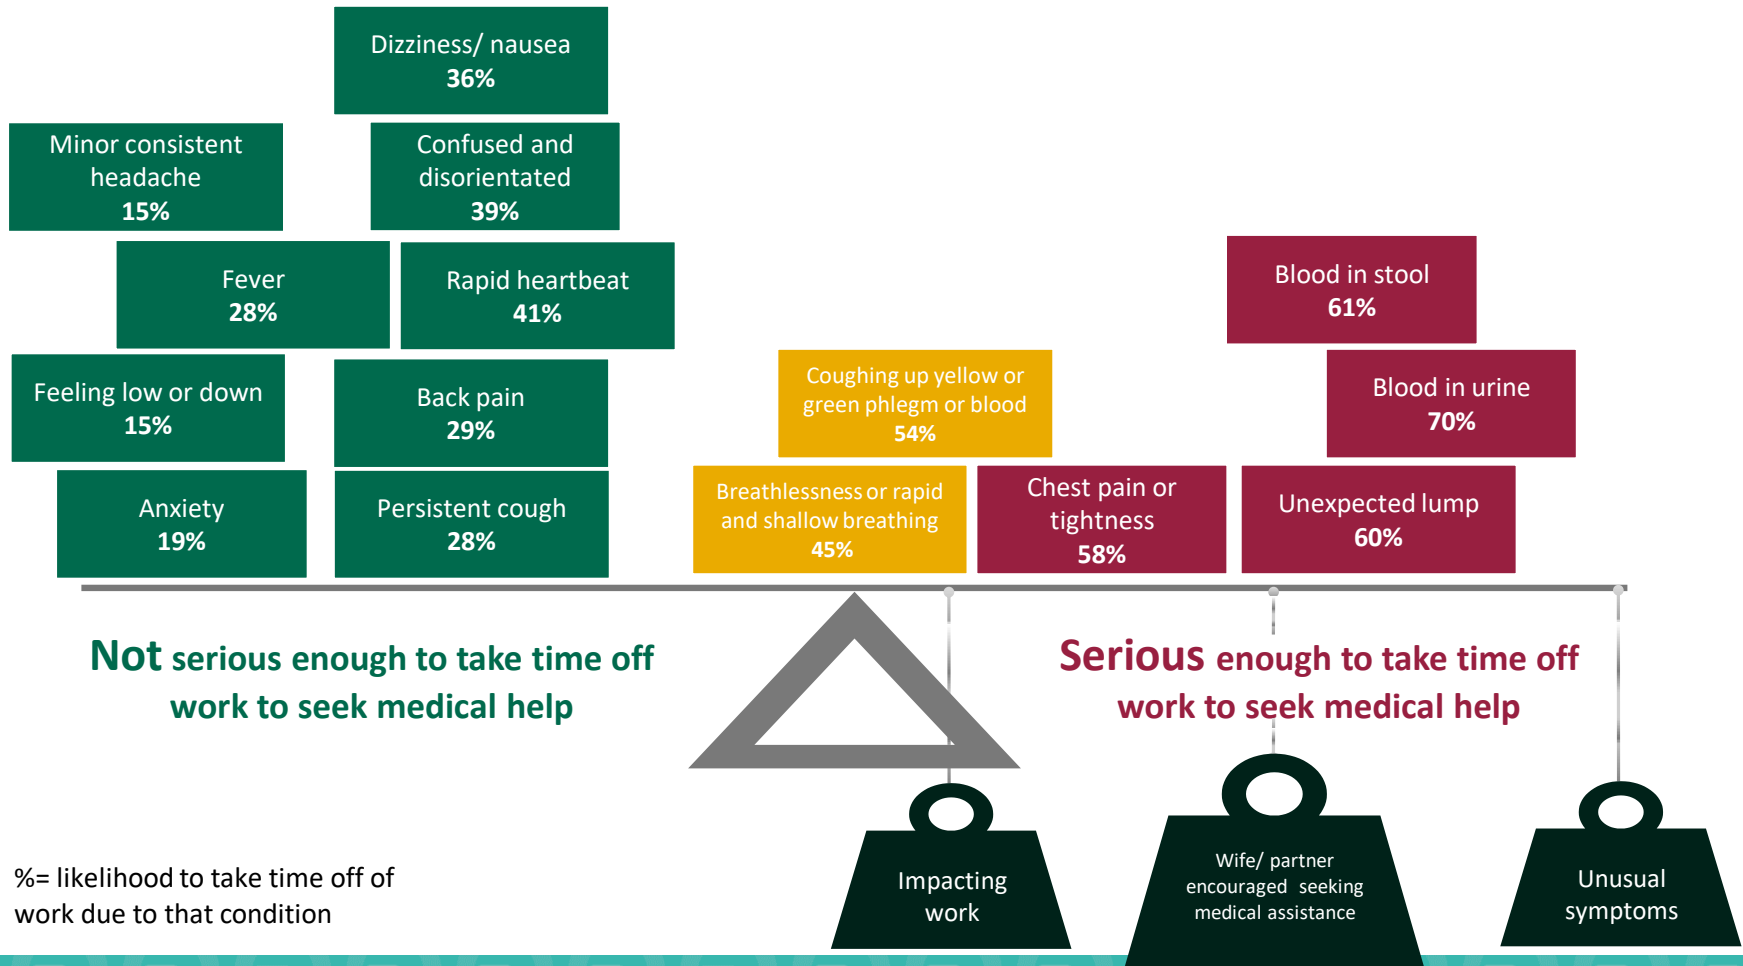 Dizziness/ nausea
36%
Minor consistent
headache
15%
Confused and
disorientated
39%
Fever
28%
Rapid heartbeat
41%
Blood in stool
61%
Feeling low or down
15%
Back pain
29%
Coughing up yellow or
green phlegm or blood
54%
Blood in urine
70%
Anxiety
19%
Persistent cough
28%
Breathlessness or rapid
and shallow breathing
45%
Chest pain or
tightness
58%
Unexpected lump
60%
Not serious enough to take time off
work to seek medical help
Serious enough to take time off
work to seek medical help
%= likelihood to take time off of
work due to that condition
Impacting
work
Wife/ partner
encouraged seeking
medical assistance
Unusual
symptoms